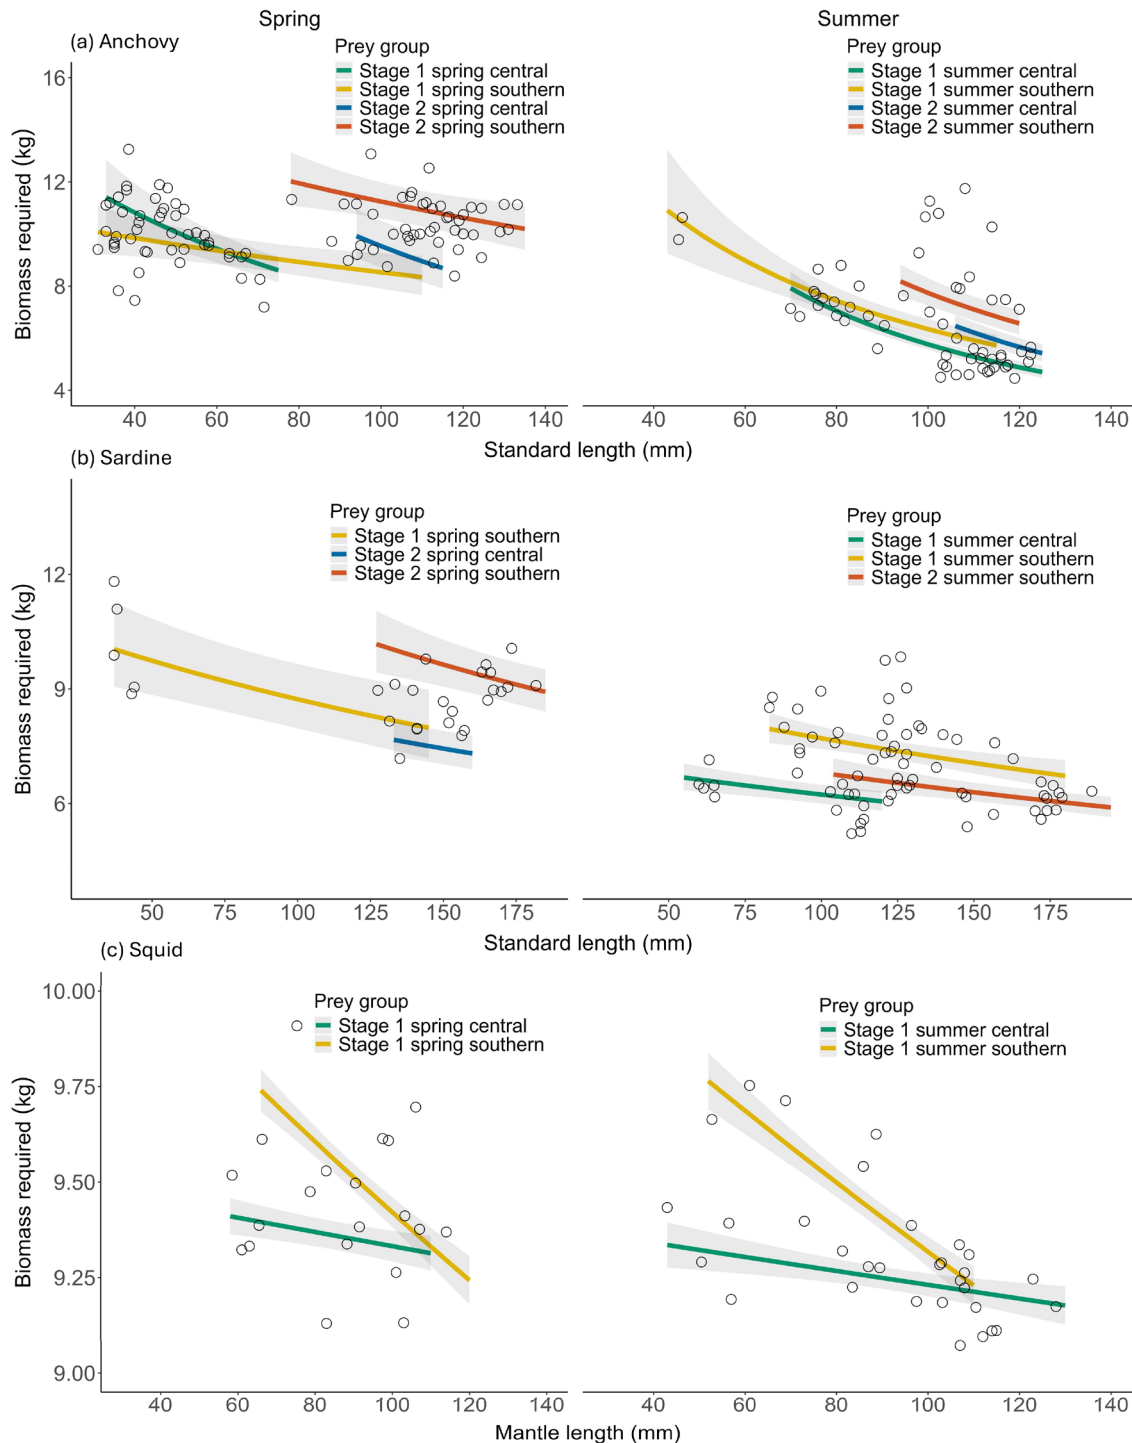 Spring
Summer
(a) Anchovy
Prey group
Stage 1 spring central
Stage 1 spring southern
Stage 2 spring central
Stage 2 spring southern
Prey group
Stage 1 summer central
Stage 1 summer southern
Stage 2 summer central
Stage 2 summer southern
Biomass required (kg)
16
12
8
4
40
60
80
100
120
140
40
60
80
100
120
140
Standard length (mm)
(b) Sardine
Prey group
Stage 1 spring southern
Stage 2 spring central
Stage 2 spring southern
Prey group
Stage 1 summer central
Stage 1 summer southern
Stage 2 summer southern
Biomass required (kg)
12
9
6
50
75
100
125
150
175
50
75
100
125
150
175
Standard length (mm)
(c) Squid
Prey group
Stage 1 spring central
Stage 1 spring southern
Prey group
Stage 1 summer central
Stage 1 summer southern
Biomass required (kg)
10.00
9.75
9.50
9.25
9.00
40
60
80
100
120
140
40
60
80
100
120
140
Mantle length (mm)